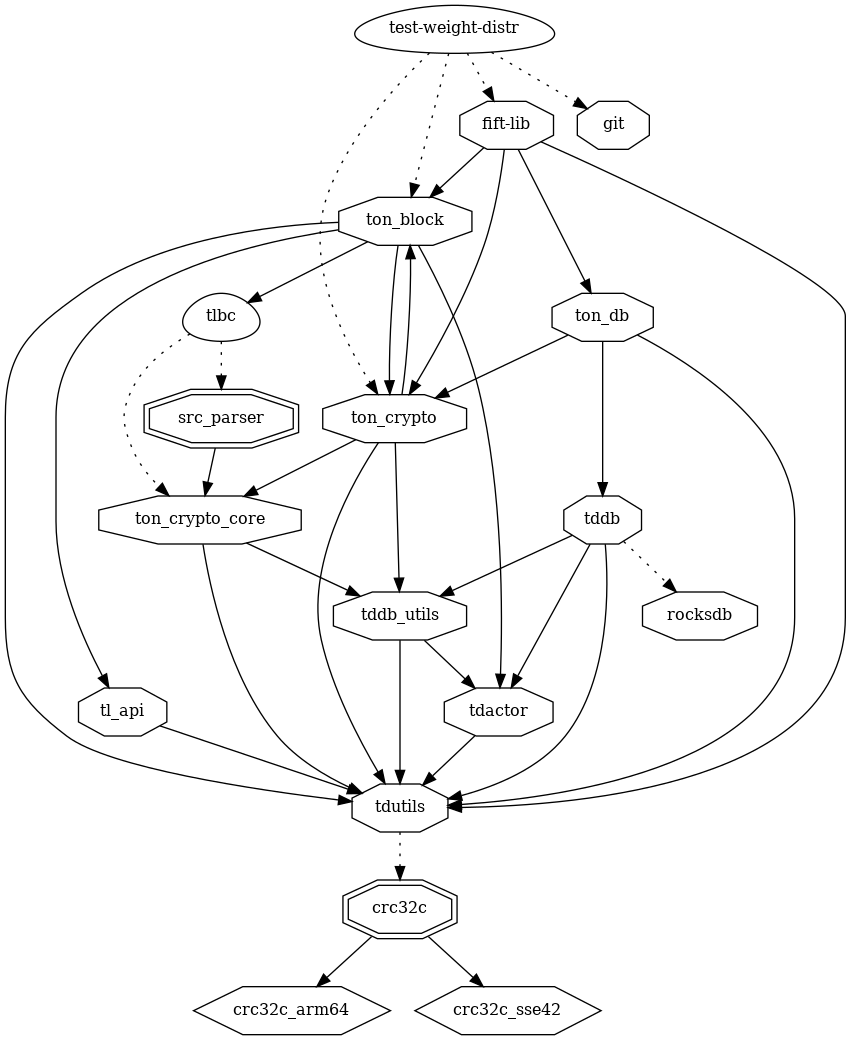 test-weight-distr
fift-lib
git
ton_block
tlbc
ton_db
src_parser
ton_crypto
ton_crypto_core
tddb
tddb_utils
rocksdb
tl_api
tdactor
tdutils
crc32c
crc32c_arm64
crc32c_sse42